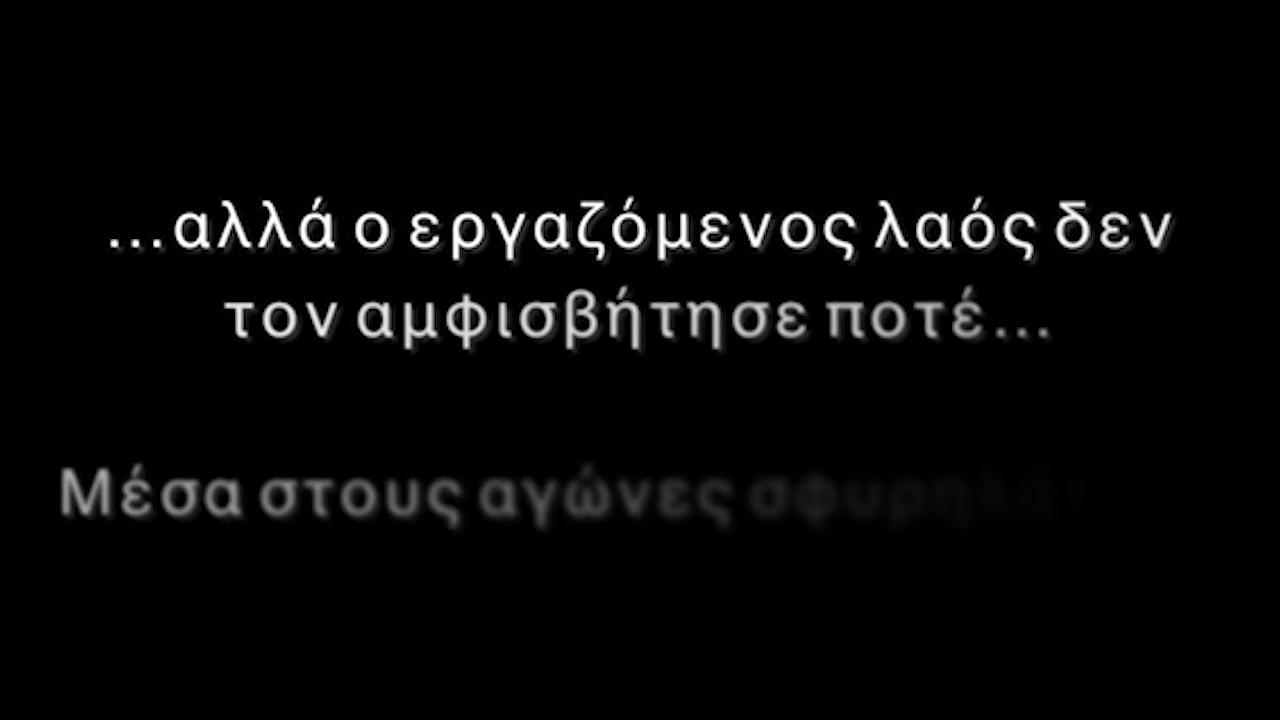 ...αλλά ο εργαζόμενος λαός δεν
τον αμφισβήτησε ποτέ...
Μέσα στους αγώνες